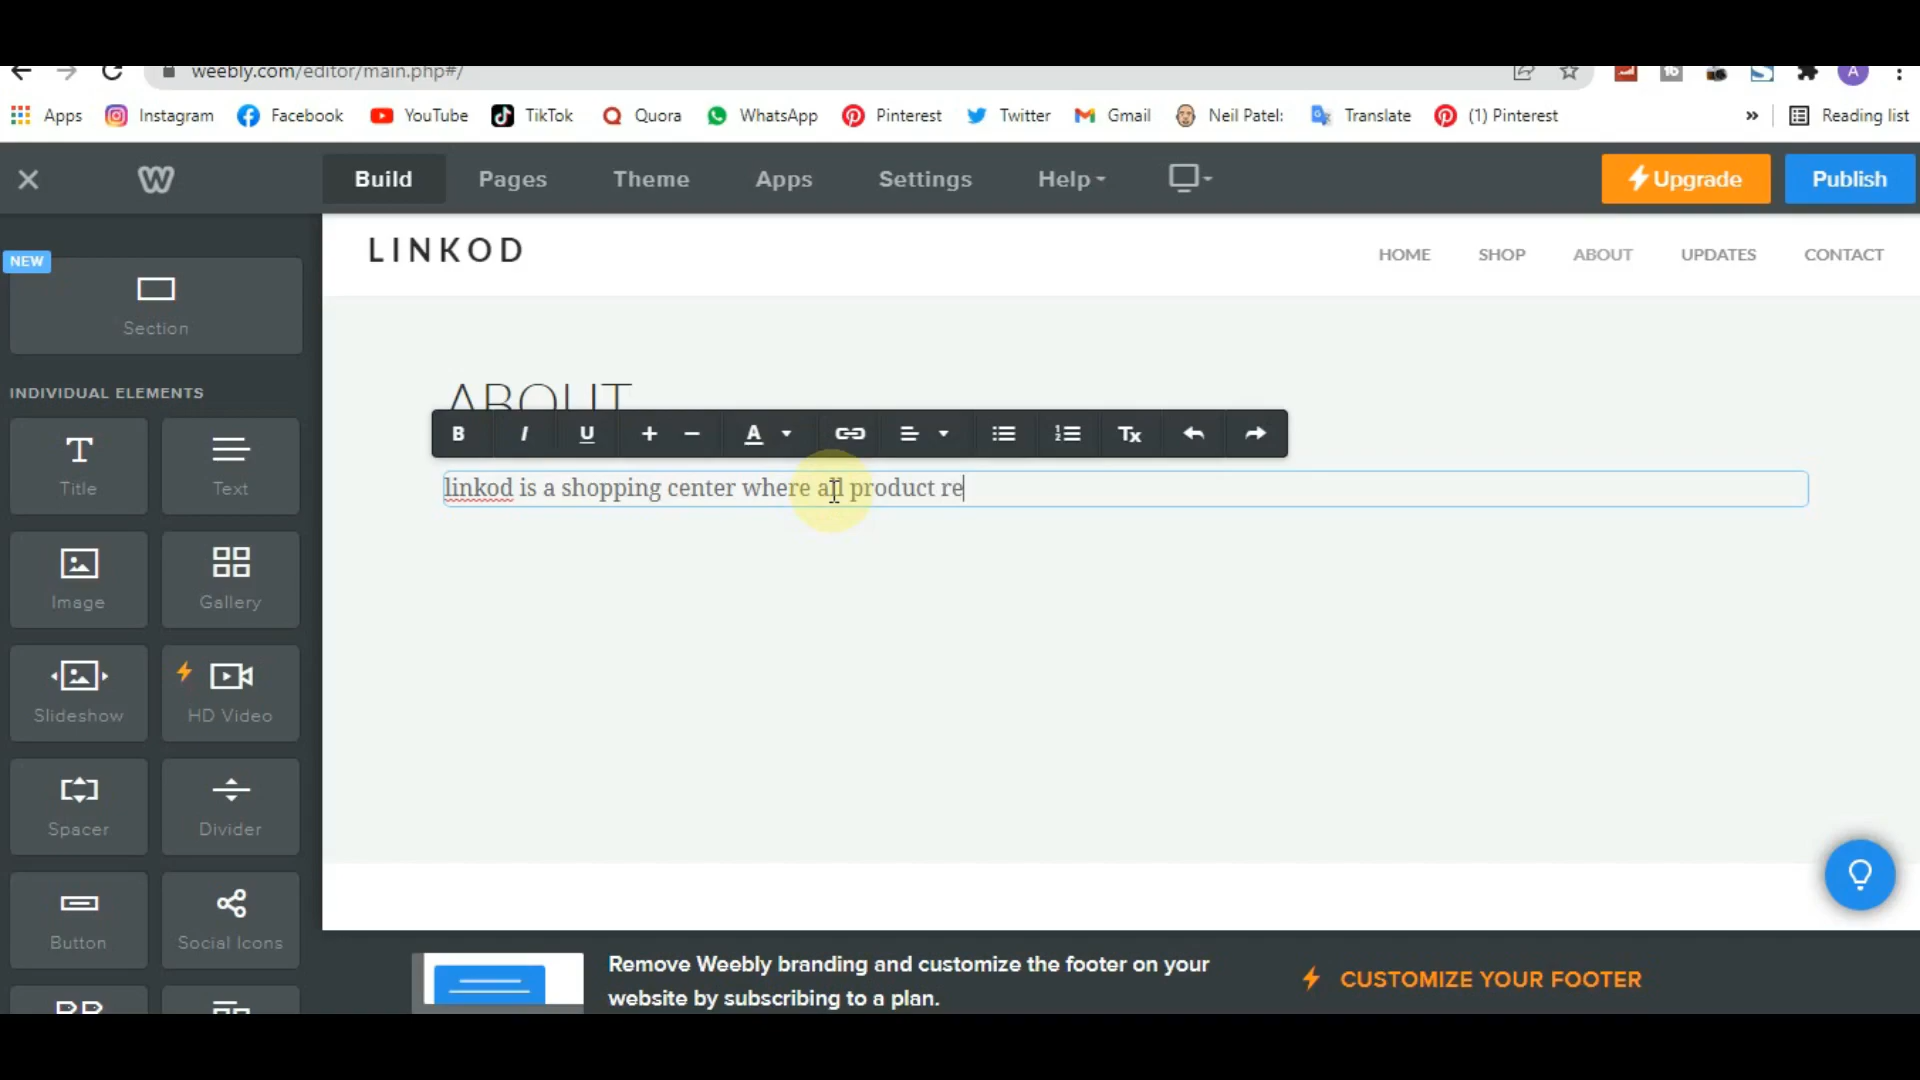 weebly.com/editor/main.php#/
A
Apps Instagram Facebook YouTube TikTok Quora WhatsApp Pinterest Twitter Gmail Neil Patel: Translate (1) Pinterest » Reading list
Build Pages Theme Apps Settings Help Upgrade Publish
NEW
Section
LINKOD
HOME SHOP ABOUT UPDATES CONTACT
INDIVIDUAL ELEMENTS
ABOUT
B I U + − A Tx
linkod is a shopping center where all product re
Title Text
Image Gallery
Slideshow HD Video
Spacer Divider
Button Social Icons
Remove Weebly branding and customize the footer on your
website by subscribing to a plan.
CUSTOMIZE YOUR FOOTER